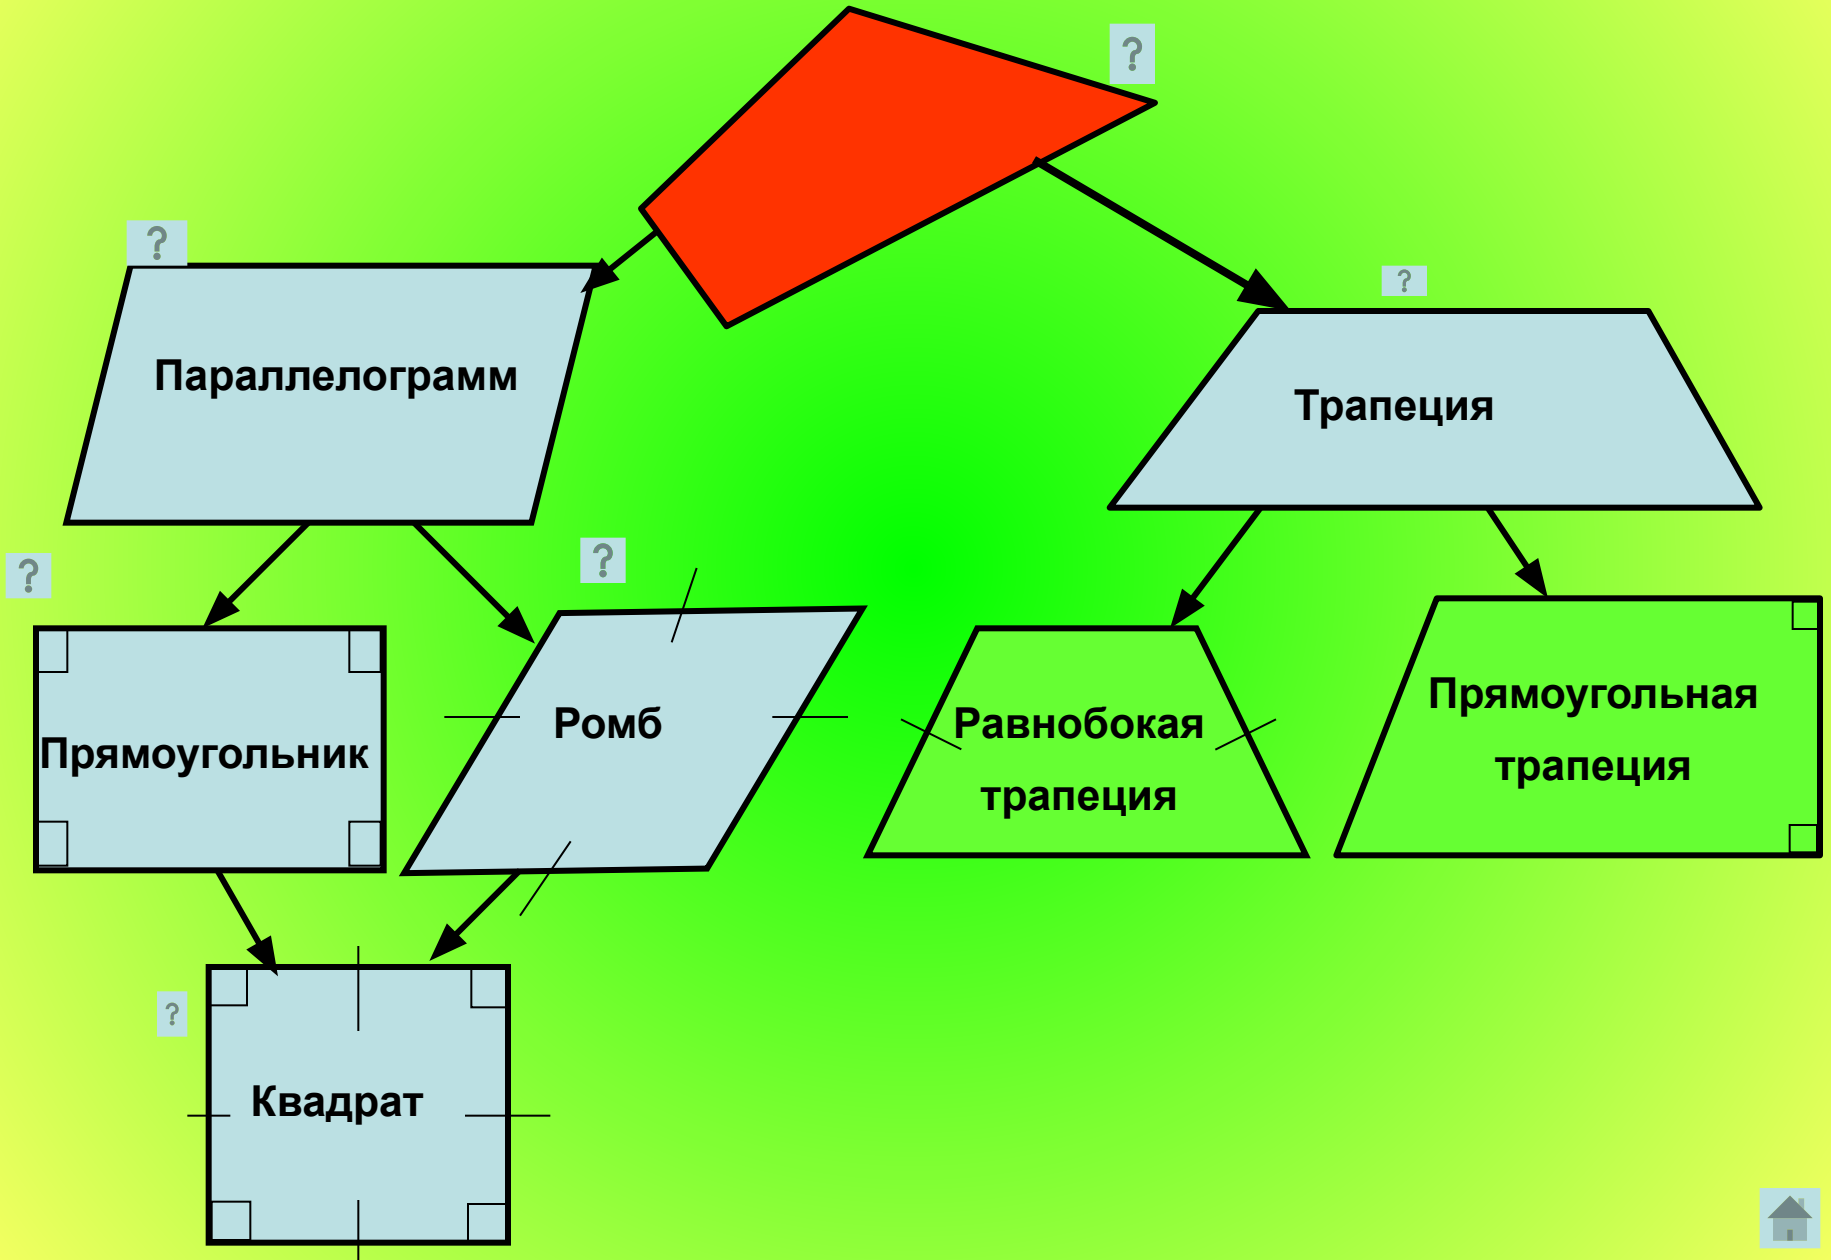 ?
?
?
Параллелограмм
Трапеция
?
?
Прямоугольник
Ромб
Равнобокая
трапеция
Прямоугольная
трапеция
?
Квадрат